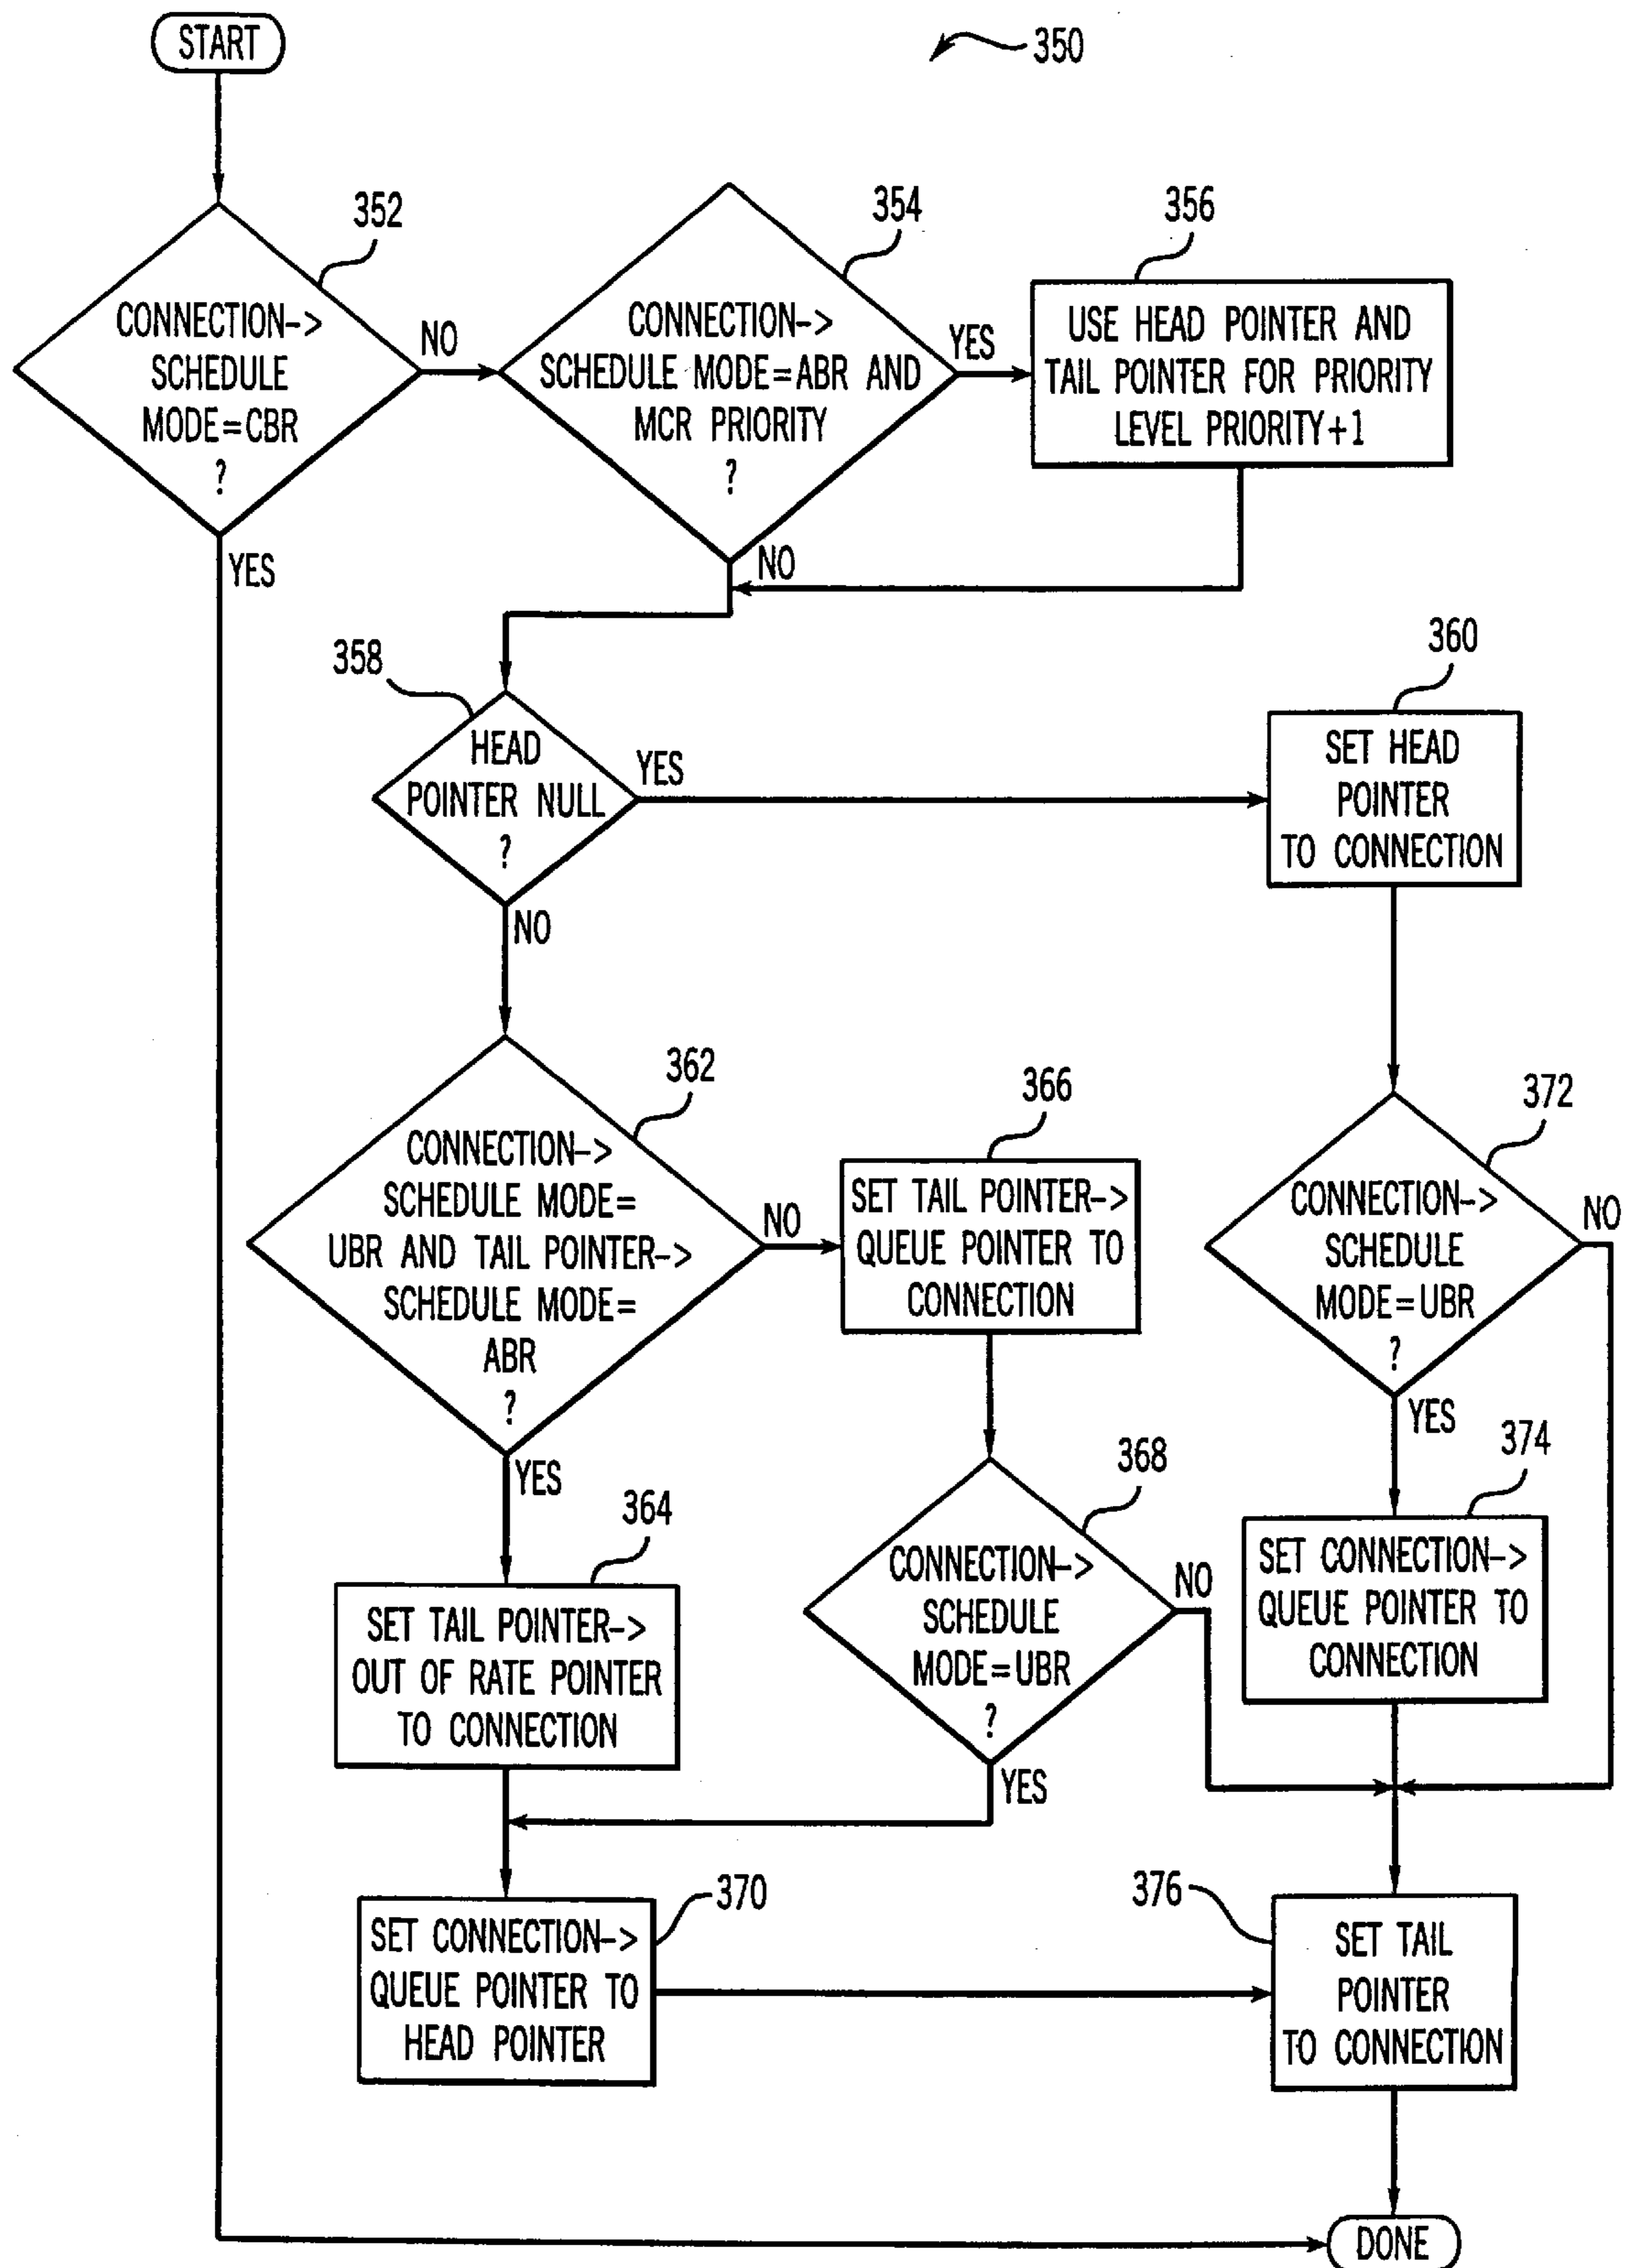 START
350
352
CONNECTION->
SCHEDULE
MODE=CBR
?
NO
YES
354
CONNECTION->
SCHEDULE MODE=ABR AND
MCR PRIORITY
?
YES
NO
356
USE HEAD POINTER AND
TAIL POINTER FOR PRIORITY
LEVEL PRIORITY+1
358
HEAD
POINTER NULL
?
YES
NO
360
SET HEAD
POINTER
TO CONNECTION
362
CONNECTION->
SCHEDULE MODE=
UBR AND TAIL POINTER->
SCHEDULE MODE=
ABR
?
NO
YES
366
SET TAIL POINTER->
QUEUE POINTER TO
CONNECTION
372
CONNECTION->
SCHEDULE
MODE=UBR
?
NO
YES
364
SET TAIL POINTER->
OUT OF RATE POINTER
TO CONNECTION
368
CONNECTION->
SCHEDULE
MODE=UBR
?
NO
YES
374
SET CONNECTION->
QUEUE POINTER TO
CONNECTION
370
SET CONNECTION->
QUEUE POINTER TO
HEAD POINTER
376
SET TAIL
POINTER
TO CONNECTION
DONE